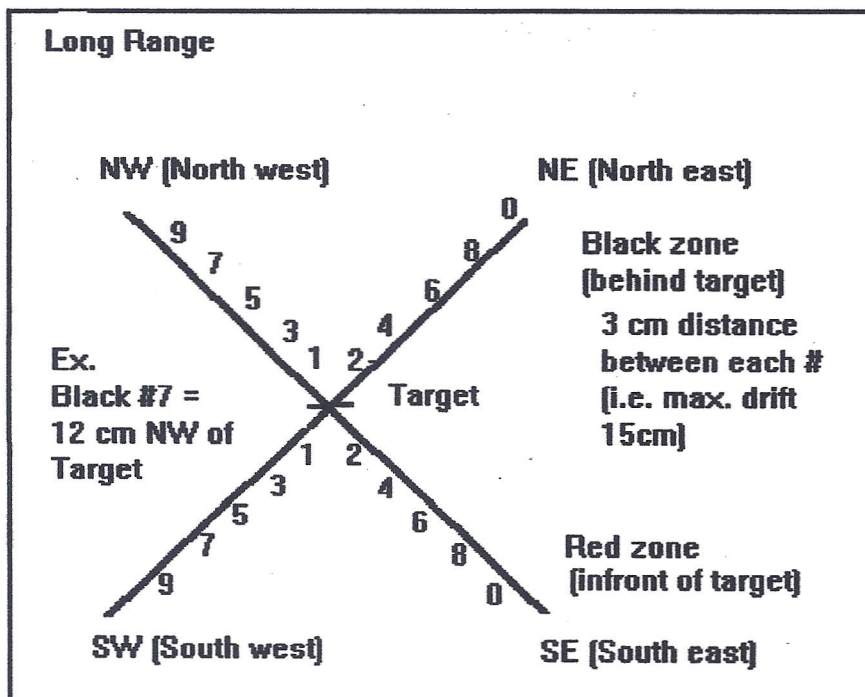 Long Range
NW (North west)
NE (North east)
9
7
5
3
1
0
8
6
4
2
Black zone
(behind target)
3 cm distance
between each #
(i.e. max. drift
15cm)
Ex.
Black #7 =
12 cm NW of
Target
Target
1
3
5
7
9
2
4
6
8
0
Red zone
(infront of target)
SW (South west)
SE (South east)